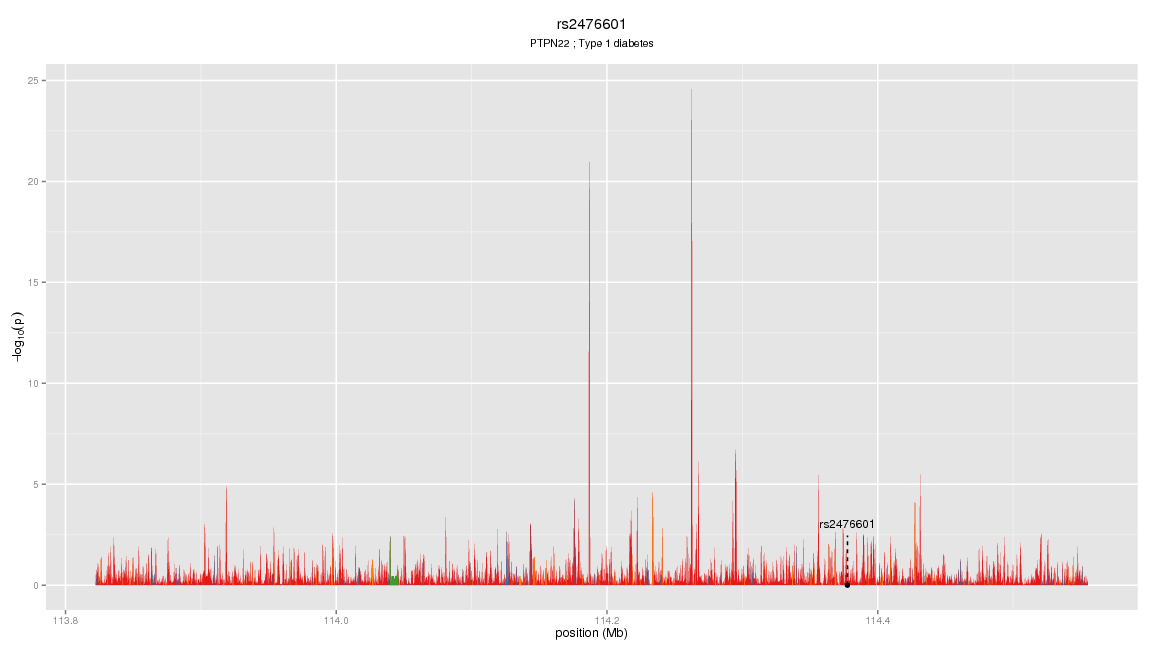 rs2476601
PTPN22 ; Type 1 diabetes
25
20
15
10
5
0
−log10(p)
rs2476601
113.8 114.0 114.2 114.4
position (Mb)